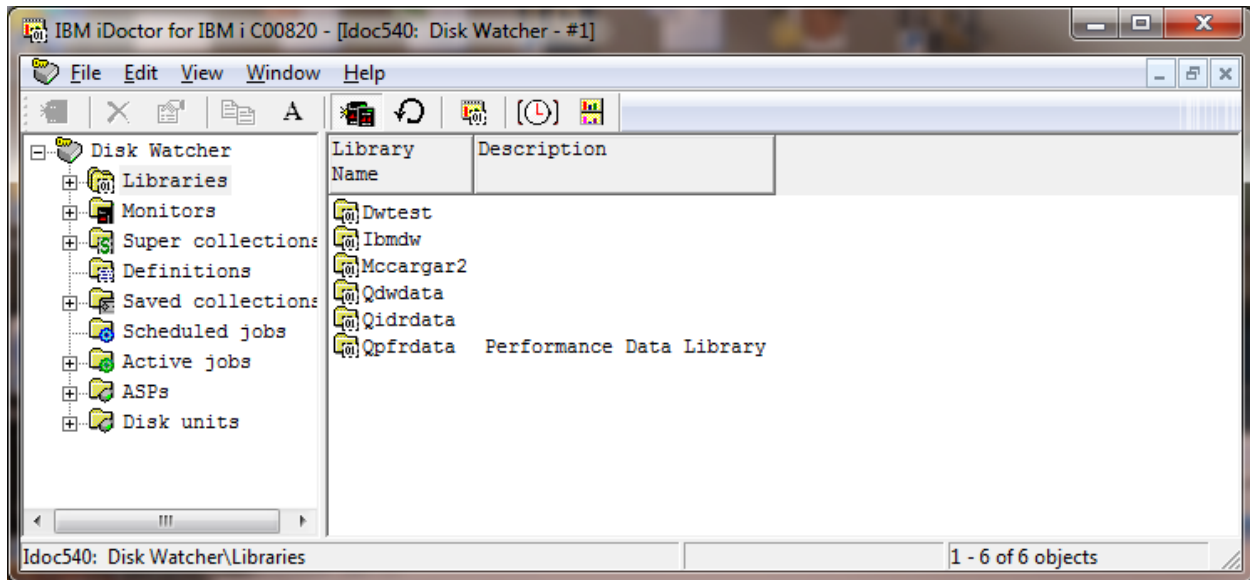 IBM iDoctor for IBM i C00820 - [Idoc540: Disk Watcher - #1]
File Edit View Window Help
A
Disk Watcher
Libraries
Monitors
Super collections
Definitions
Saved collections
Scheduled jobs
Active jobs
ASPs
Disk units
Library Name Description
Dwtest
Ibmdw
Mccargar2
Qdwdata
Qidrdata
Qpfrdata Performance Data Library
Idoc540: Disk Watcher\Libraries 1 - 6 of 6 objects